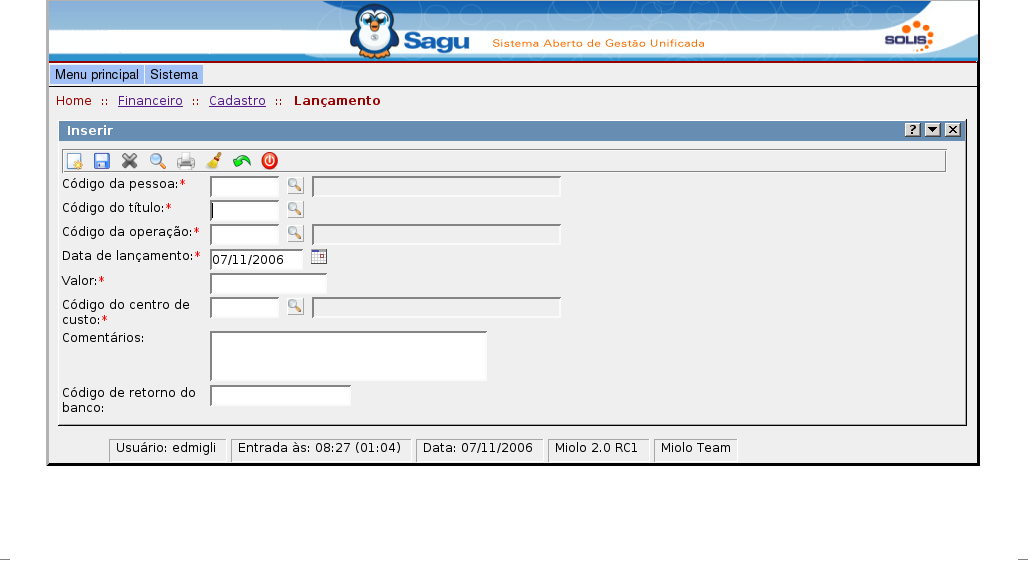 Sagu Sistema Aberto de Gestão Unificada SOLIS
Menu principal Sistema
Home :: Financeiro :: Cadastro :: Lançamento
Inserir ?
Código da pessoa:*
Código do título:*
Código da operação:*
Data de lançamento:* 07/11/2006
Valor:*
Código do centro de
custo:*
Comentários:
Código de retorno do
banco:
Usuário: edmigli Entrada às: 08:27 (01:04) Data: 07/11/2006 Miolo 2.0 RC1 Miolo Team